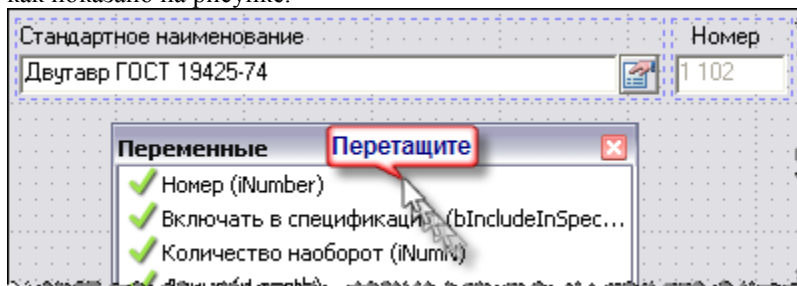 как показано на рисунке.
Стандартное наименование Номер
Двутавр ГОСТ 19425-74 1 102
Переменные Перетащите
Номер (iNumber)
Включать в спецификацию (bIncludeInSpec...
Количество наоборот (iNumN)